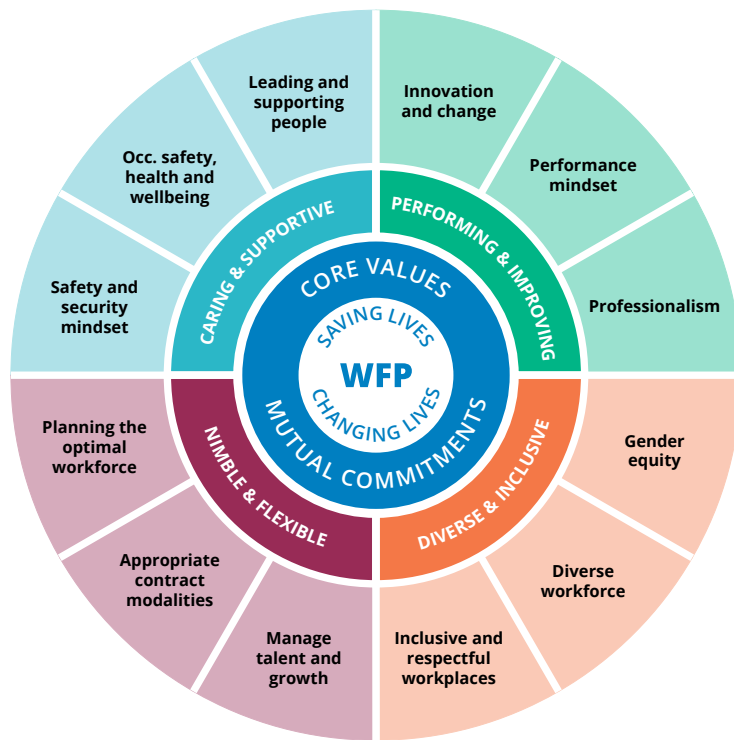 Leading and
supporting
people
Innovation
and change
Occ. safety,
health and
wellbeing
Performance
mindset
Safety and
security
mindset
Professionalism
CARING & SUPPORTIVE
PERFORMING & IMPROVING
CORE VALUES
SAVING LIVES
WFP
CHANGING LIVES
MUTUAL COMMITMENTS
NIMBLE & FLEXIBLE
DIVERSE & INCLUSIVE
Planning the
optimal
workforce
Gender
equity
Appropriate
contract
modalities
Diverse
workforce
Manage
talent and
growth
Inclusive and
respectful
workplaces